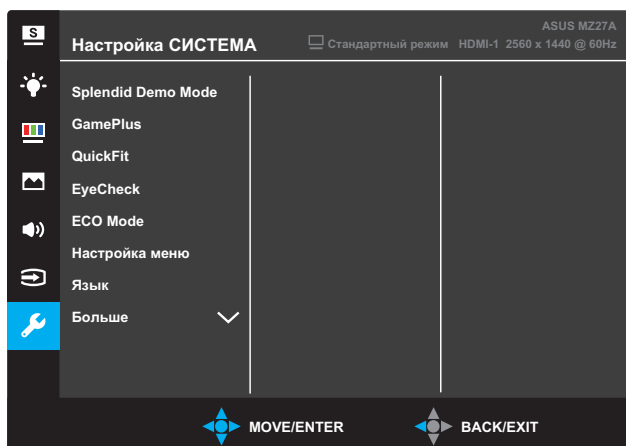 S
ASUS MZ27A
Настройка СИСТЕМА
Стандартный режим HDMI-1 2560 x 1440 @ 60Hz
Splendid Demo Mode
GamePlus
QuickFit
EyeCheck
ECO Mode
Настройка меню
Язык
Больше
MOVE/ENTER
BACK/EXIT